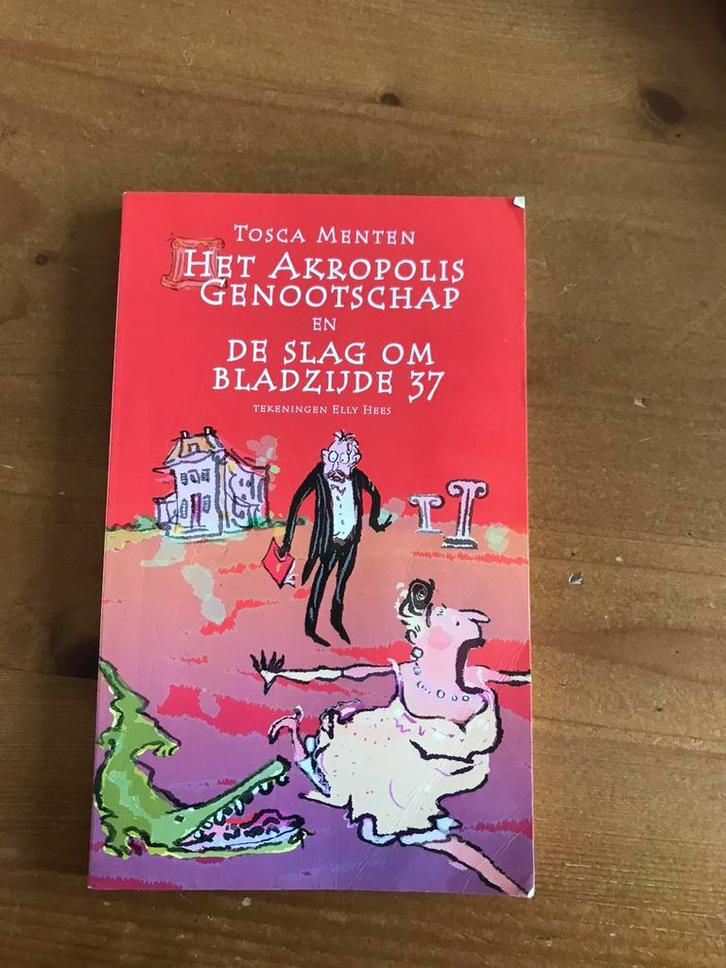 Tosca Menten
Het Akropolis
Genootschap
en
de slag om
bladzijde 37
tekeningen Elly Hees